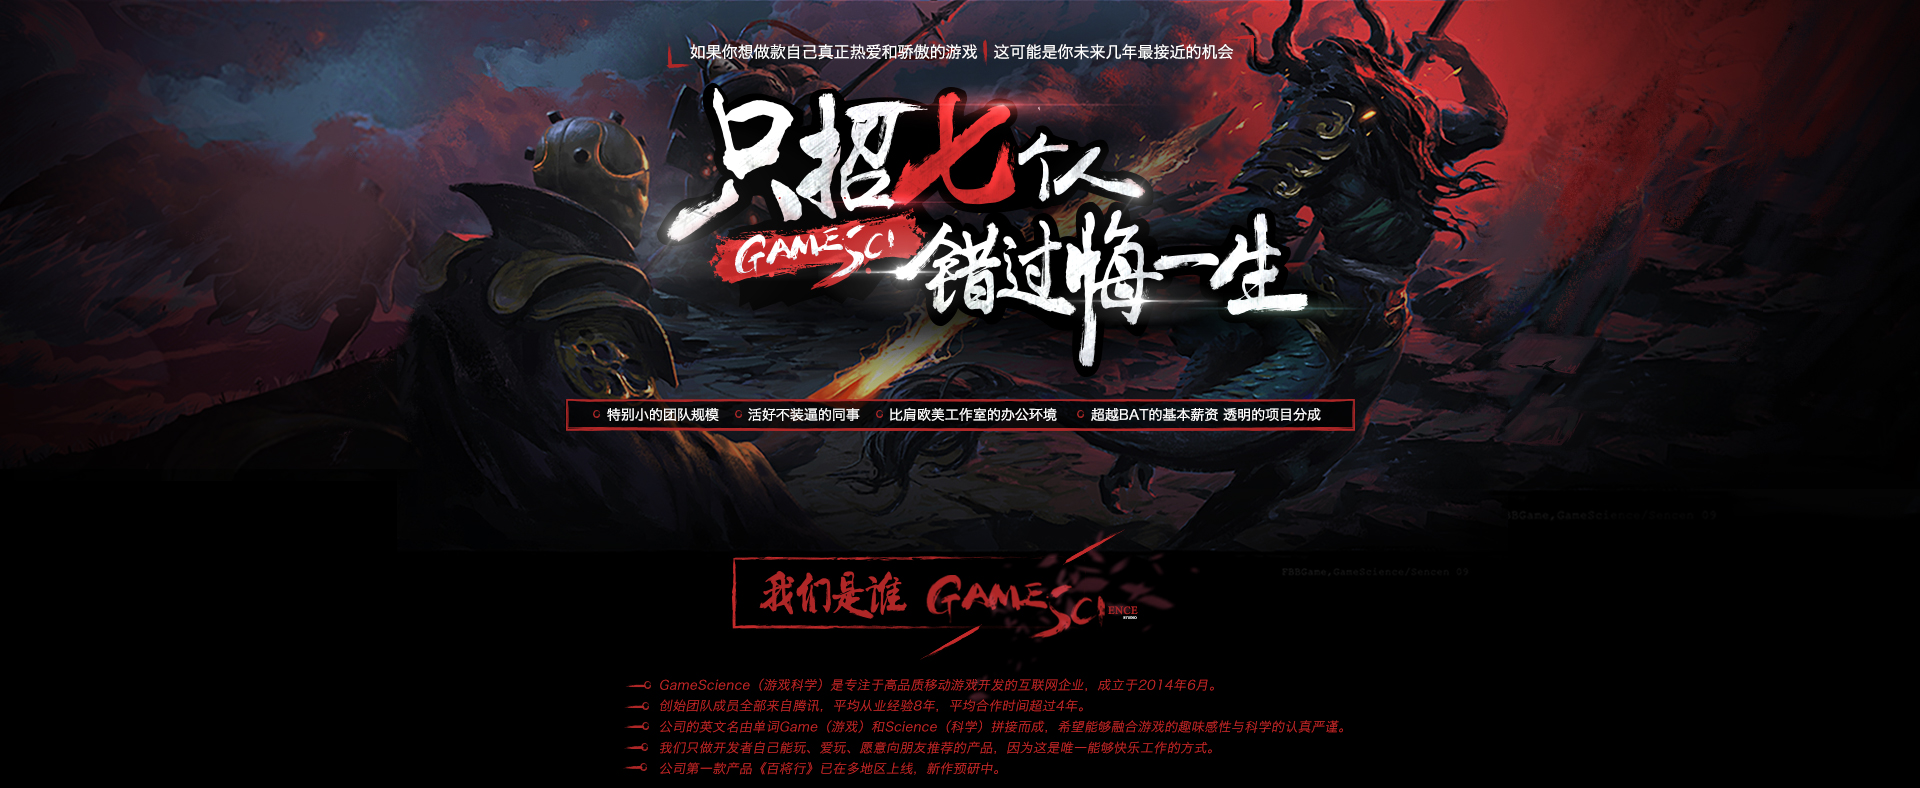 如果你想做款自己真正热爱和骄傲的游戏 这可能是你未来几年最接近的机会
只招七个人
GAMESCI 错过悔一生
特别小的团队规模 活好不装逼的同事 比肩欧美工作室的办公环境 超越BAT的基本薪资 透明的项目分成
FBBGame,GameScience/Sencen 09
我们是谁 GAMESCIENCE
STUDIO
GameScience（游戏科学）是专注于高品质移动游戏开发的互联网企业，成立于2014年6月。
创始团队成员全部来自腾讯，平均从业经验8年，平均合作时间超过4年。
公司的英文名由单词Game（游戏）和Science（科学）拼接而成，希望能够融合游戏的趣味感性与科学的认真严谨。
我们只做开发者自己能玩、爱玩、愿意向朋友推荐的产品，因为这是唯一能够快乐工作的方式。
公司第一款产品《百将行》已在多地区上线，新作预研中。